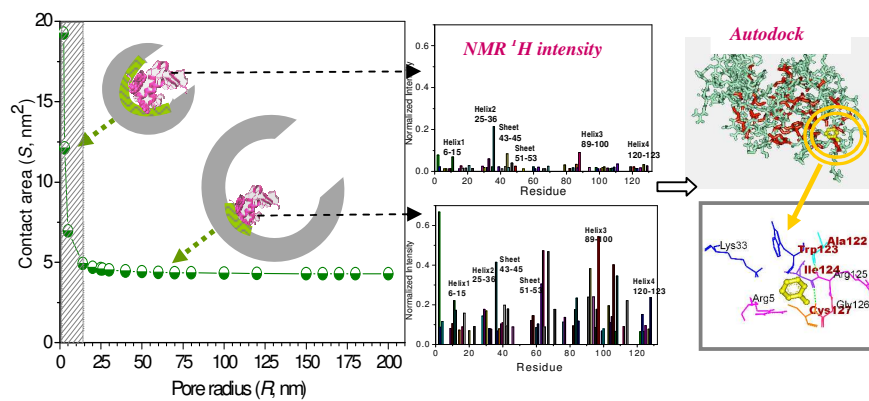 Contact area (S, nm²)
20
15
10
5
0
0 25 50 75 100 125 150 175 200
Pore radius (R, nm)
NMR ¹H intensity
Normalized Intensity
0.6
0.4
0.2
0.0
Helix1
6-15
Helix2
25-36
Sheet
43-45
Sheet
51-53
Helix3
89-100
Helix4
120-123
0 20 40 60 80 100 120
Residue
Normalized Intensity
0.6
0.4
0.2
0.0
Helix1
6-15
Helix2
25-36
Sheet
43-45
Sheet
51-53
Helix3
89-100
Helix4
120-123
0 20 40 60 80 100 120
Residue
Autodock
Lys33
Trp123
Ala122
Ile124
Arg125
Arg5
Gly126
Cys127